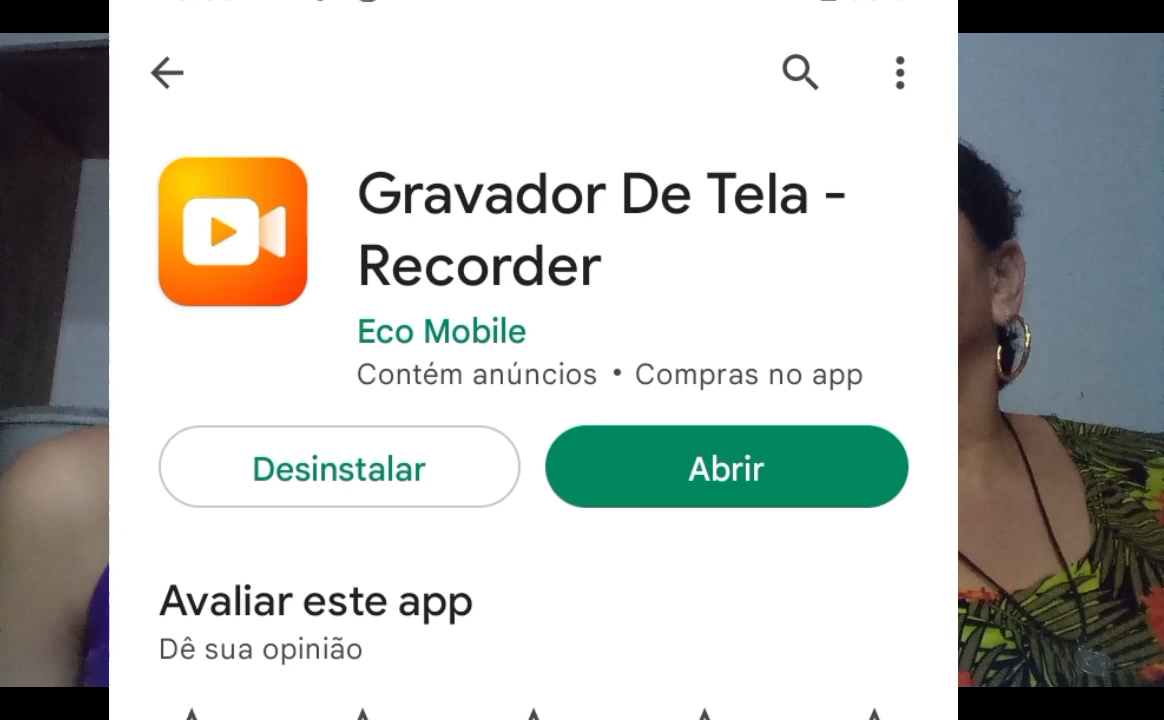 Gravador De Tela -
Recorder
Eco Mobile
Contém anúncios • Compras no app
Desinstalar
Abrir
Avaliar este app
Dê sua opinião